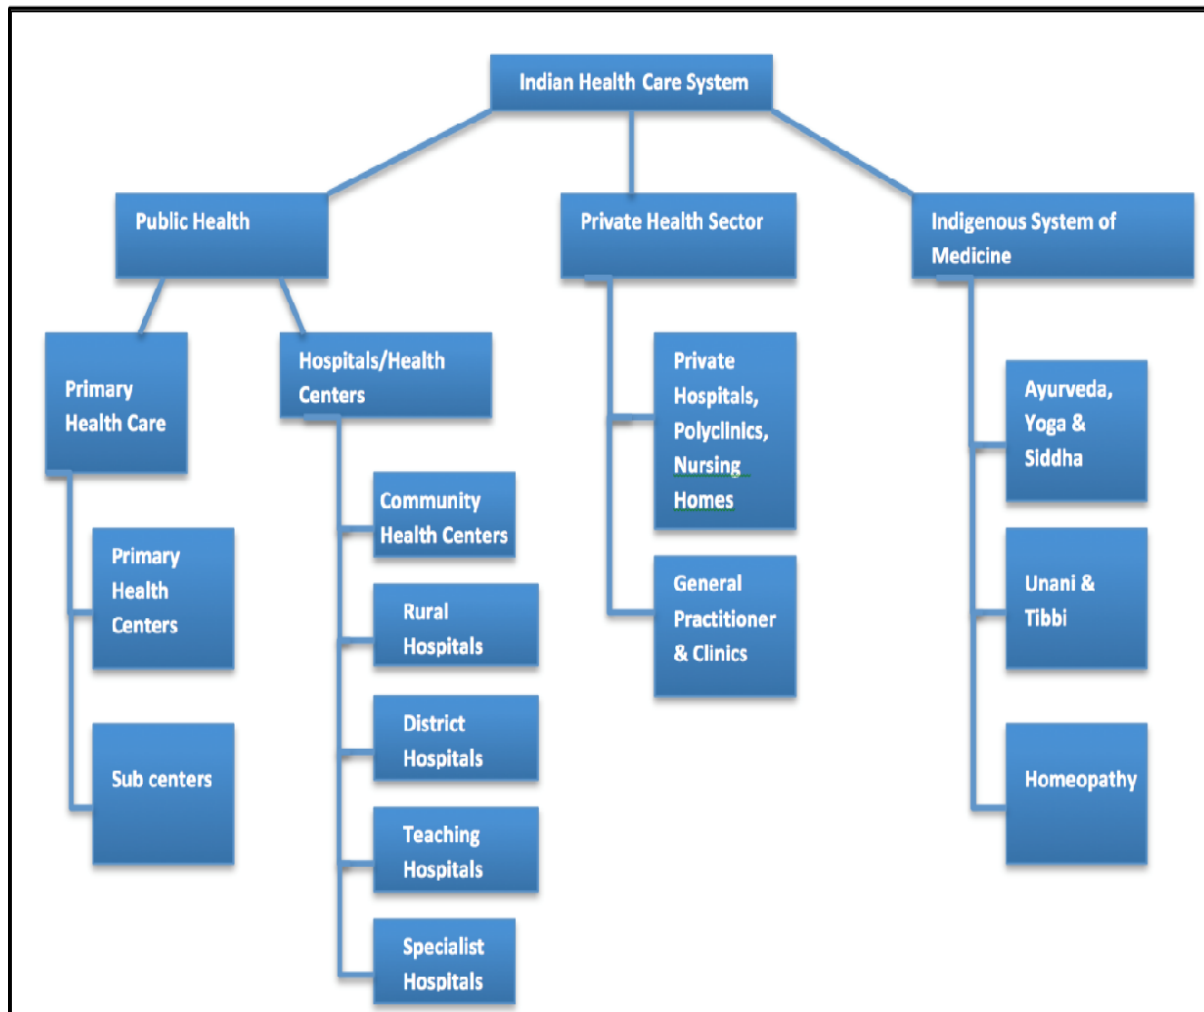 Indian Health Care System
Public Health
Private Health Sector
Indigenous System of
Medicine
Primary
Health Care
Hospitals/Health
Centers
Primary
Health
Centers
Sub centers
Community
Health Centers
Rural
Hospitals
District
Hospitals
Teaching
Hospitals
Specialist
Hospitals
Private
Hospitals,
Polyclinics,
Nursing
Homes
General
Practitioner
& Clinics
Ayurveda,
Yoga &
Siddha
Unani &
Tibbi
Homeopathy